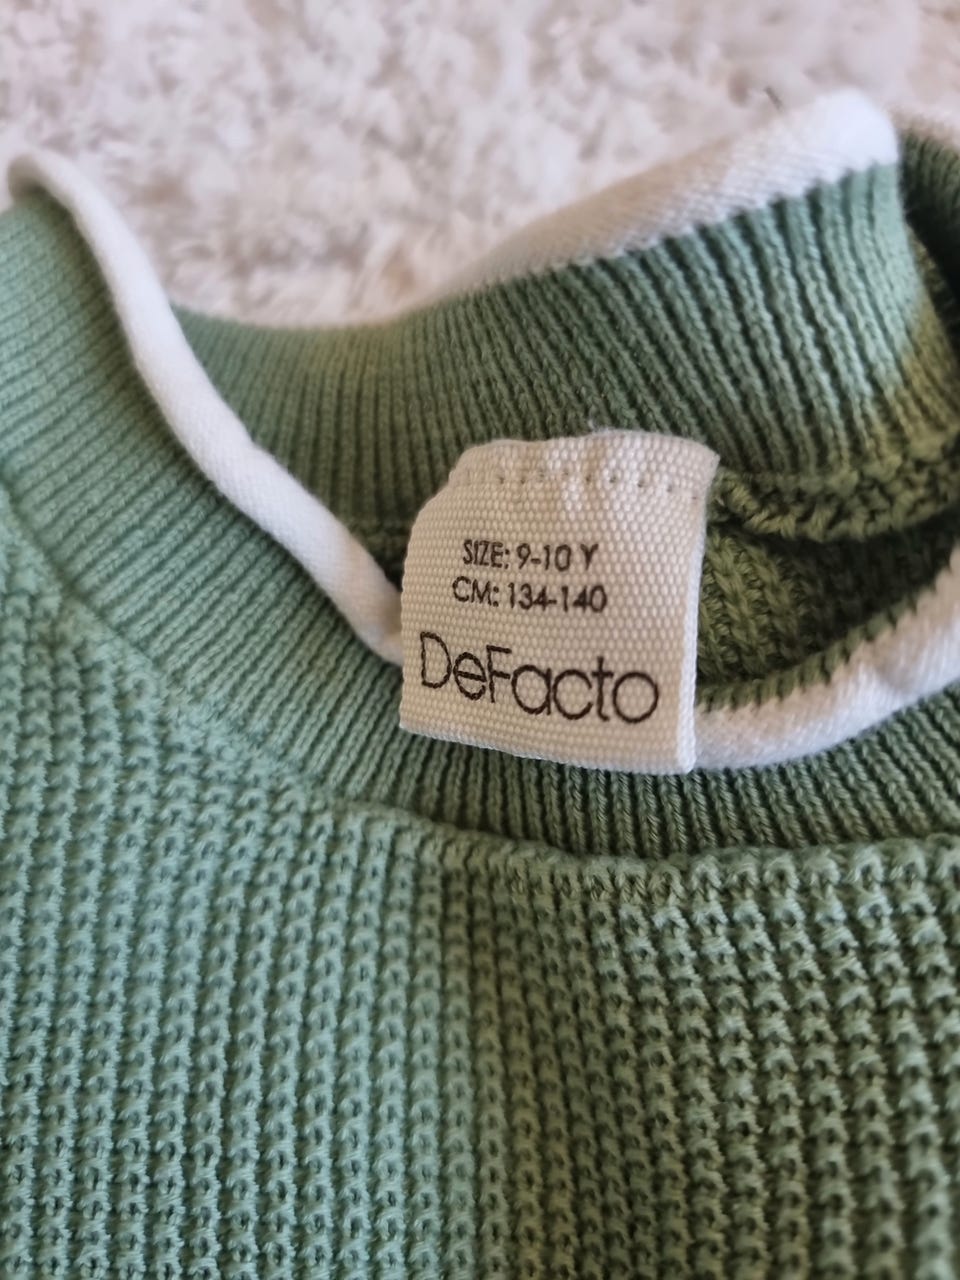 SIZE: 9-10 Y
CM: 134-140
DeFacto